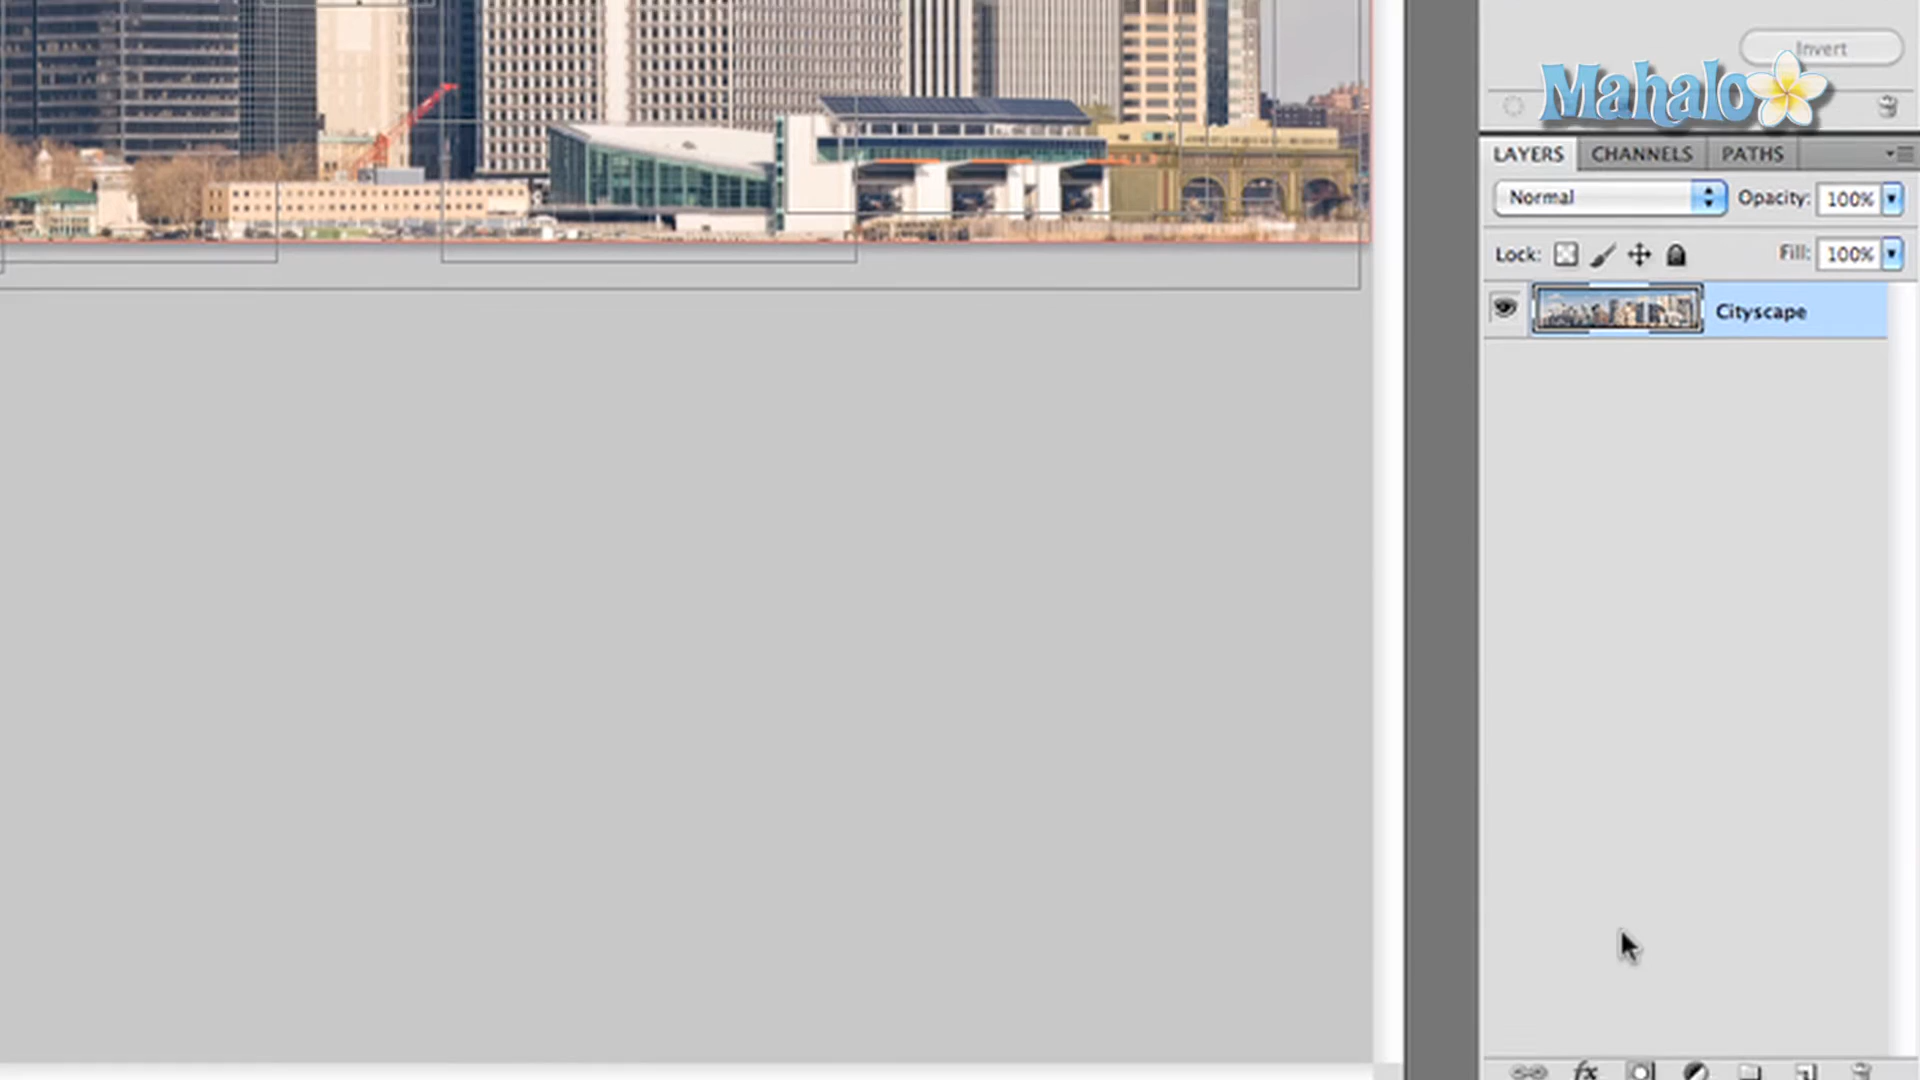 Invert
Mahalo
LAYERS CHANNELS PATHS
Normal Opacity: 100%
Lock: Fill: 100%
Cityscape
fx